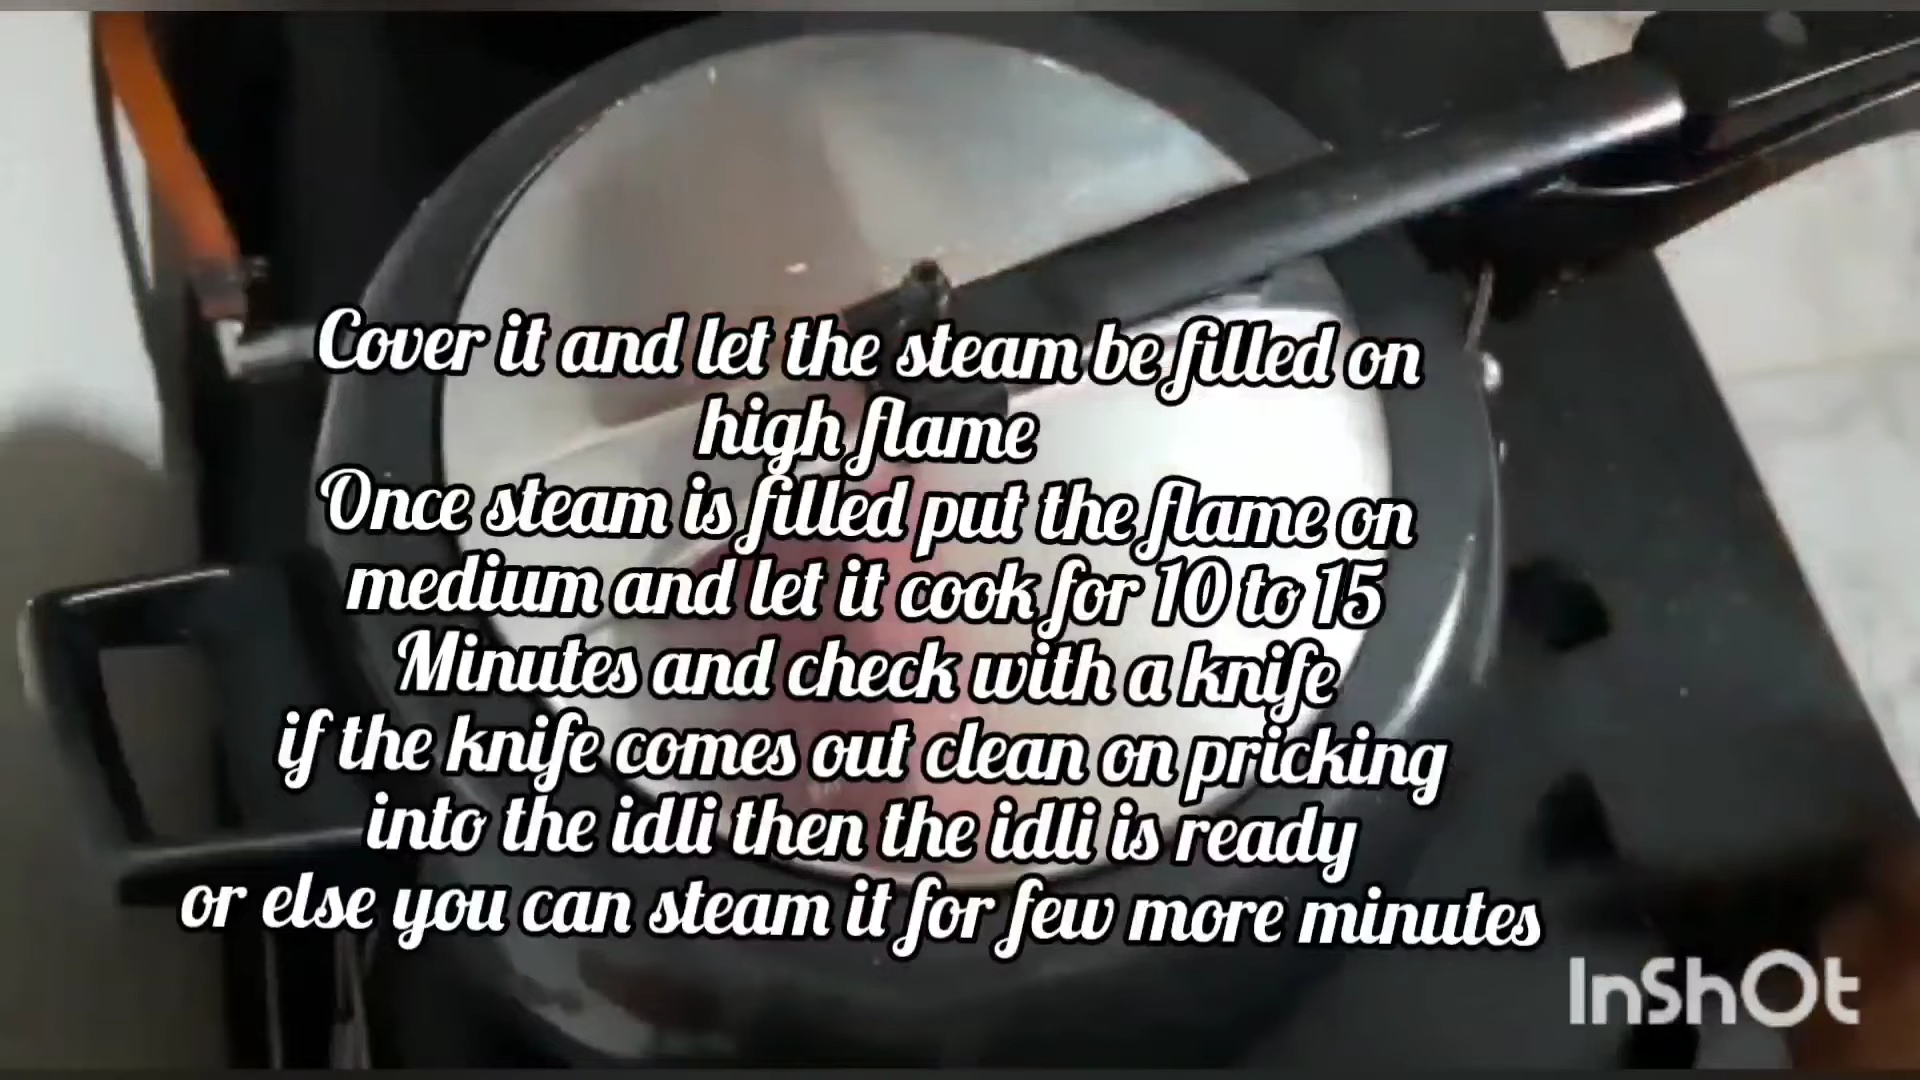 Cover it and let the steam be filled on
high flame
Once steam is filled put the flame on
medium and let it cook for 10 to 15
Minutes and check with a knife
if the knife comes out clean on pricking
into the idli then the idli is ready
or else you can steam it for few more minutes
InShOt